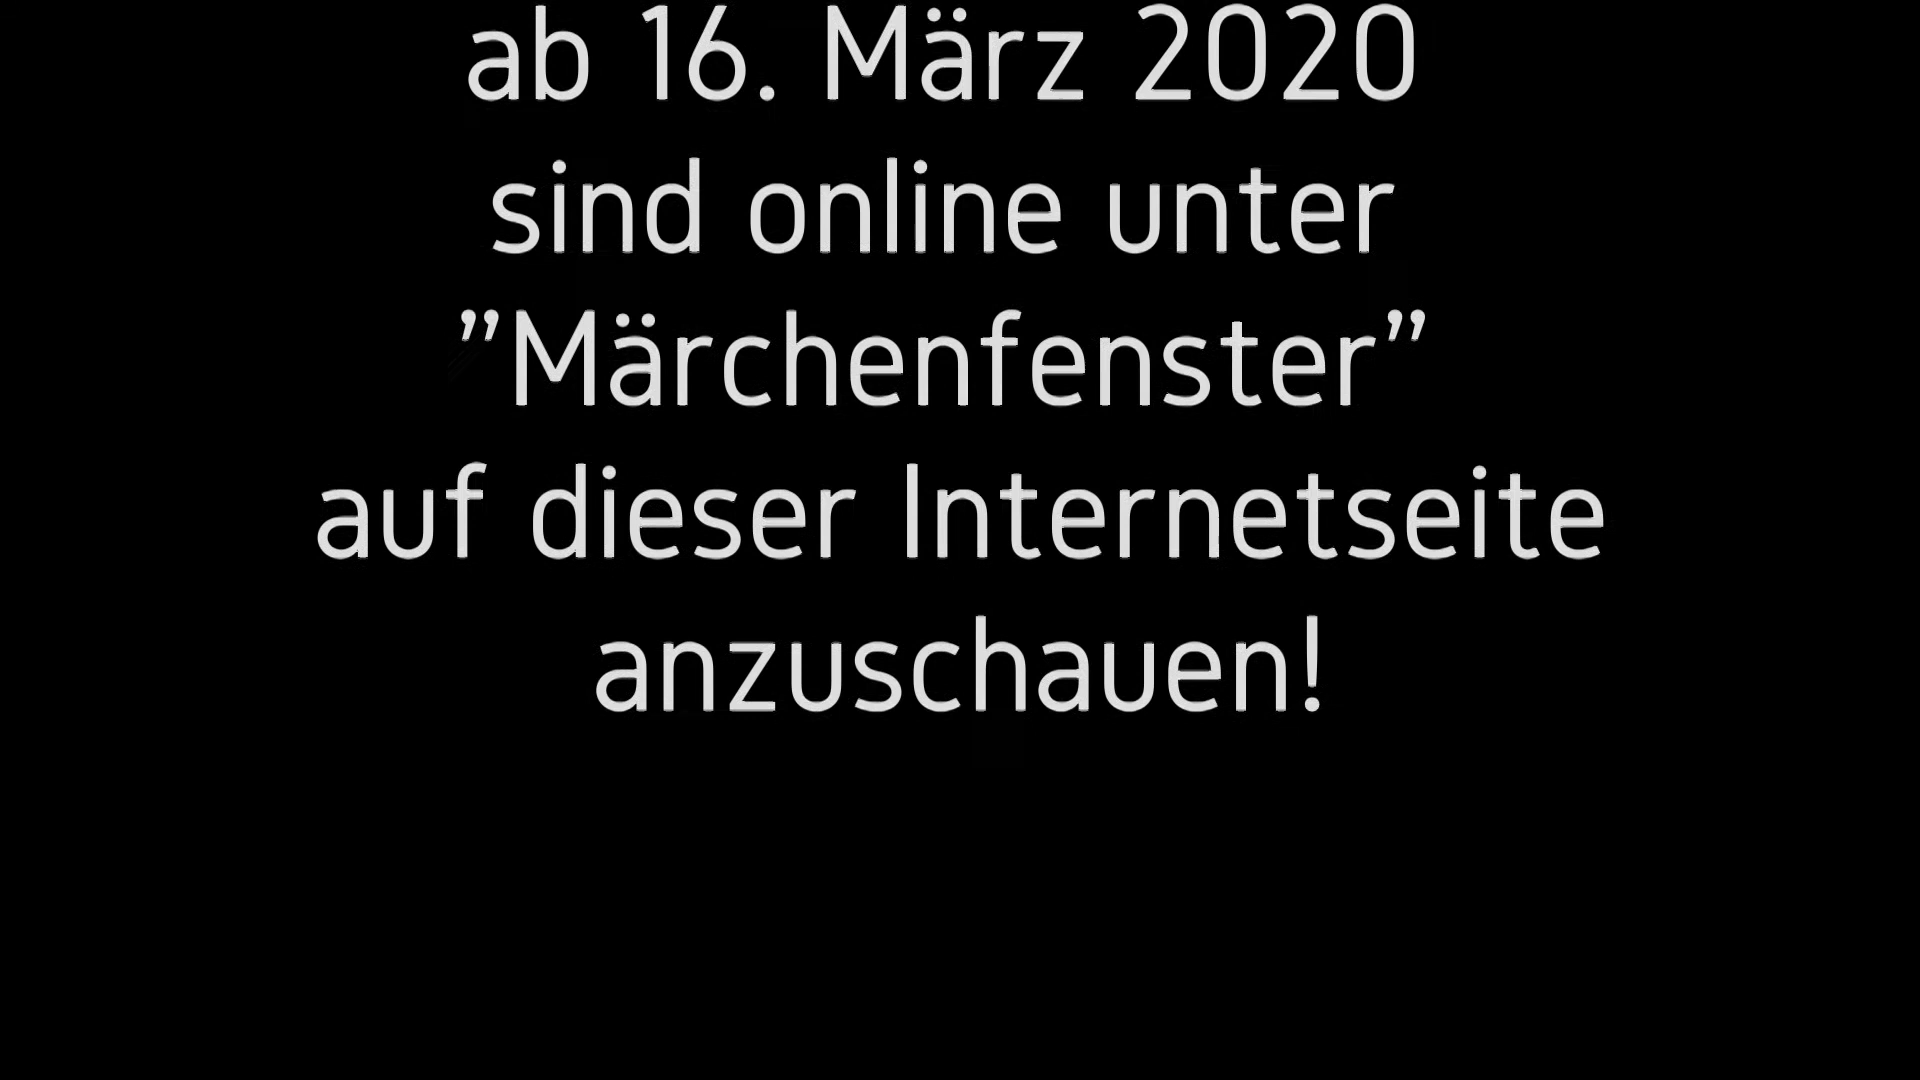 ab 16. März 2020
sind online unter
”Märchenfenster”
auf dieser Internetseite
anzuschauen!